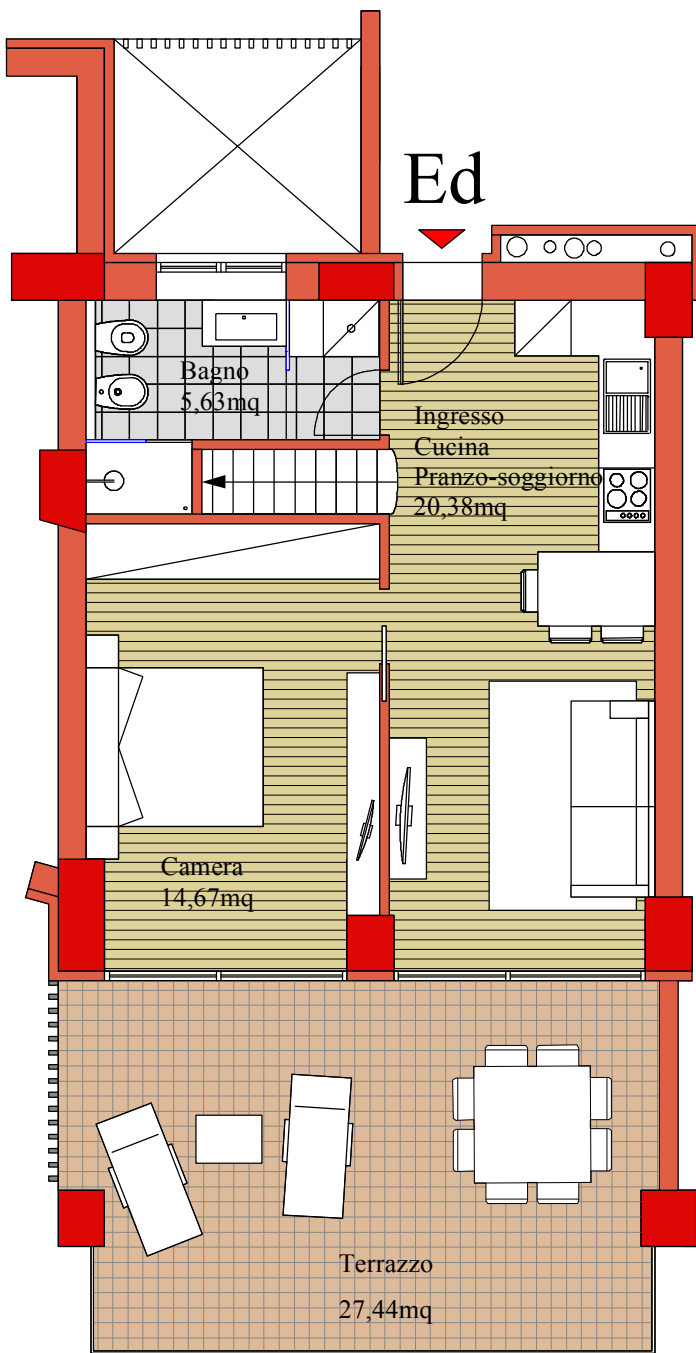 Ed
Bagno
5,63mq
Ingresso
Cucina
Pranzo-soggiorno
20,38mq
Camera
14,67mq
Terrazzo
27,44mq